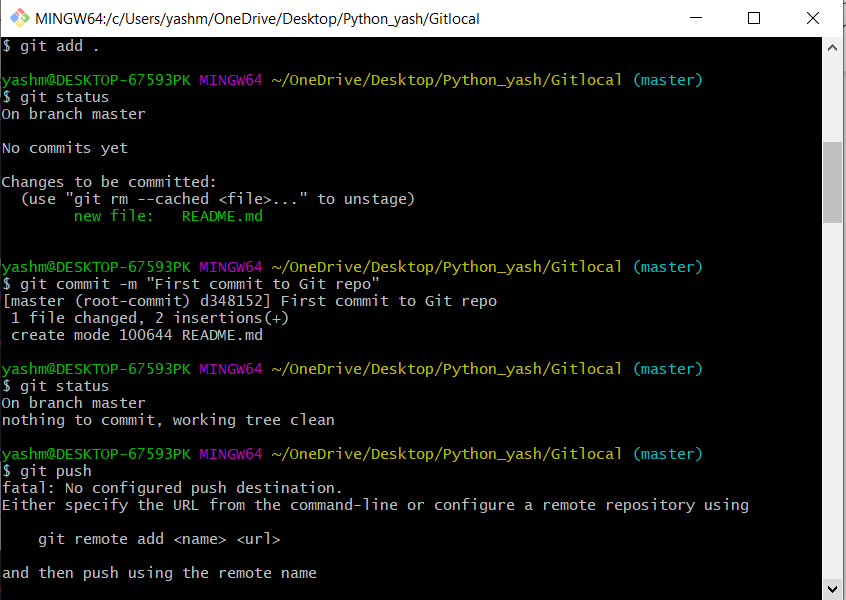 MINGW64:/c/Users/yashm/OneDrive/Desktop/Python_yash/Gitlocal
$ git add .
yashm@DESKTOP-67593PK MINGW64 ~/OneDrive/Desktop/Python_yash/Gitlocal (master)
$ git status
On branch master
No commits yet
Changes to be committed:
  (use "git rm --cached <file>..." to unstage)
        new file:   README.md
yashm@DESKTOP-67593PK MINGW64 ~/OneDrive/Desktop/Python_yash/Gitlocal (master)
$ git commit -m "First commit to Git repo"
[master (root-commit) d348152] First commit to Git repo
 1 file changed, 2 insertions(+)
 create mode 100644 README.md
yashm@DESKTOP-67593PK MINGW64 ~/OneDrive/Desktop/Python_yash/Gitlocal (master)
$ git status
On branch master
nothing to commit, working tree clean
yashm@DESKTOP-67593PK MINGW64 ~/OneDrive/Desktop/Python_yash/Gitlocal (master)
$ git push
fatal: No configured push destination.
Either specify the URL from the command-line or configure a remote repository using
    git remote add <name> <url>
and then push using the remote name